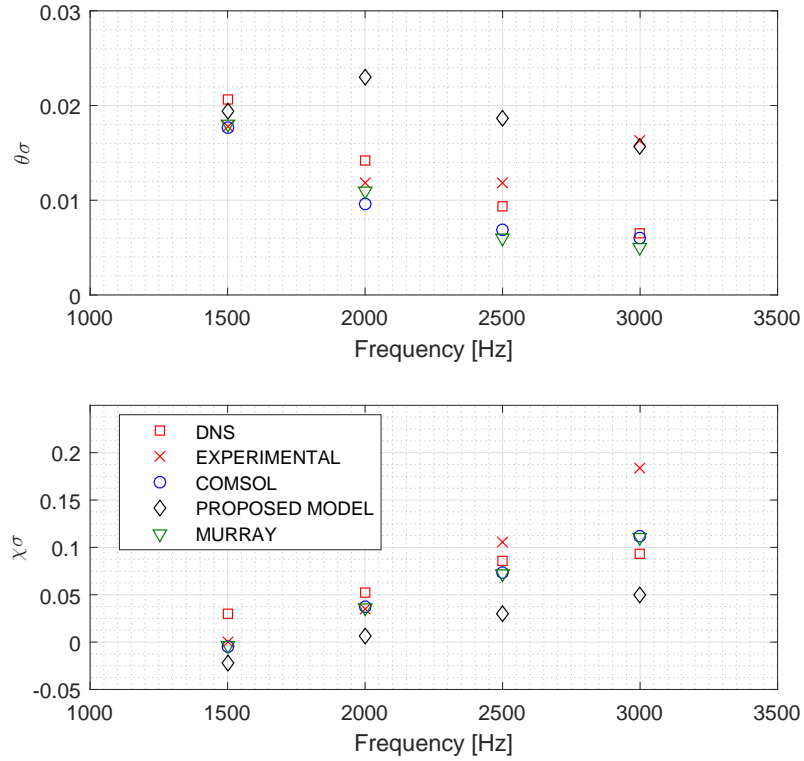 0.03
0.02
0.01
0
θσ
1000 1500 2000 2500 3000 3500
Frequency [Hz]
0.2
0.15
0.1
0.05
0
-0.05
χσ
DNS
EXPERIMENTAL
COMSOL
PROPOSED MODEL
MURRAY
1000 1500 2000 2500 3000 3500
Frequency [Hz]